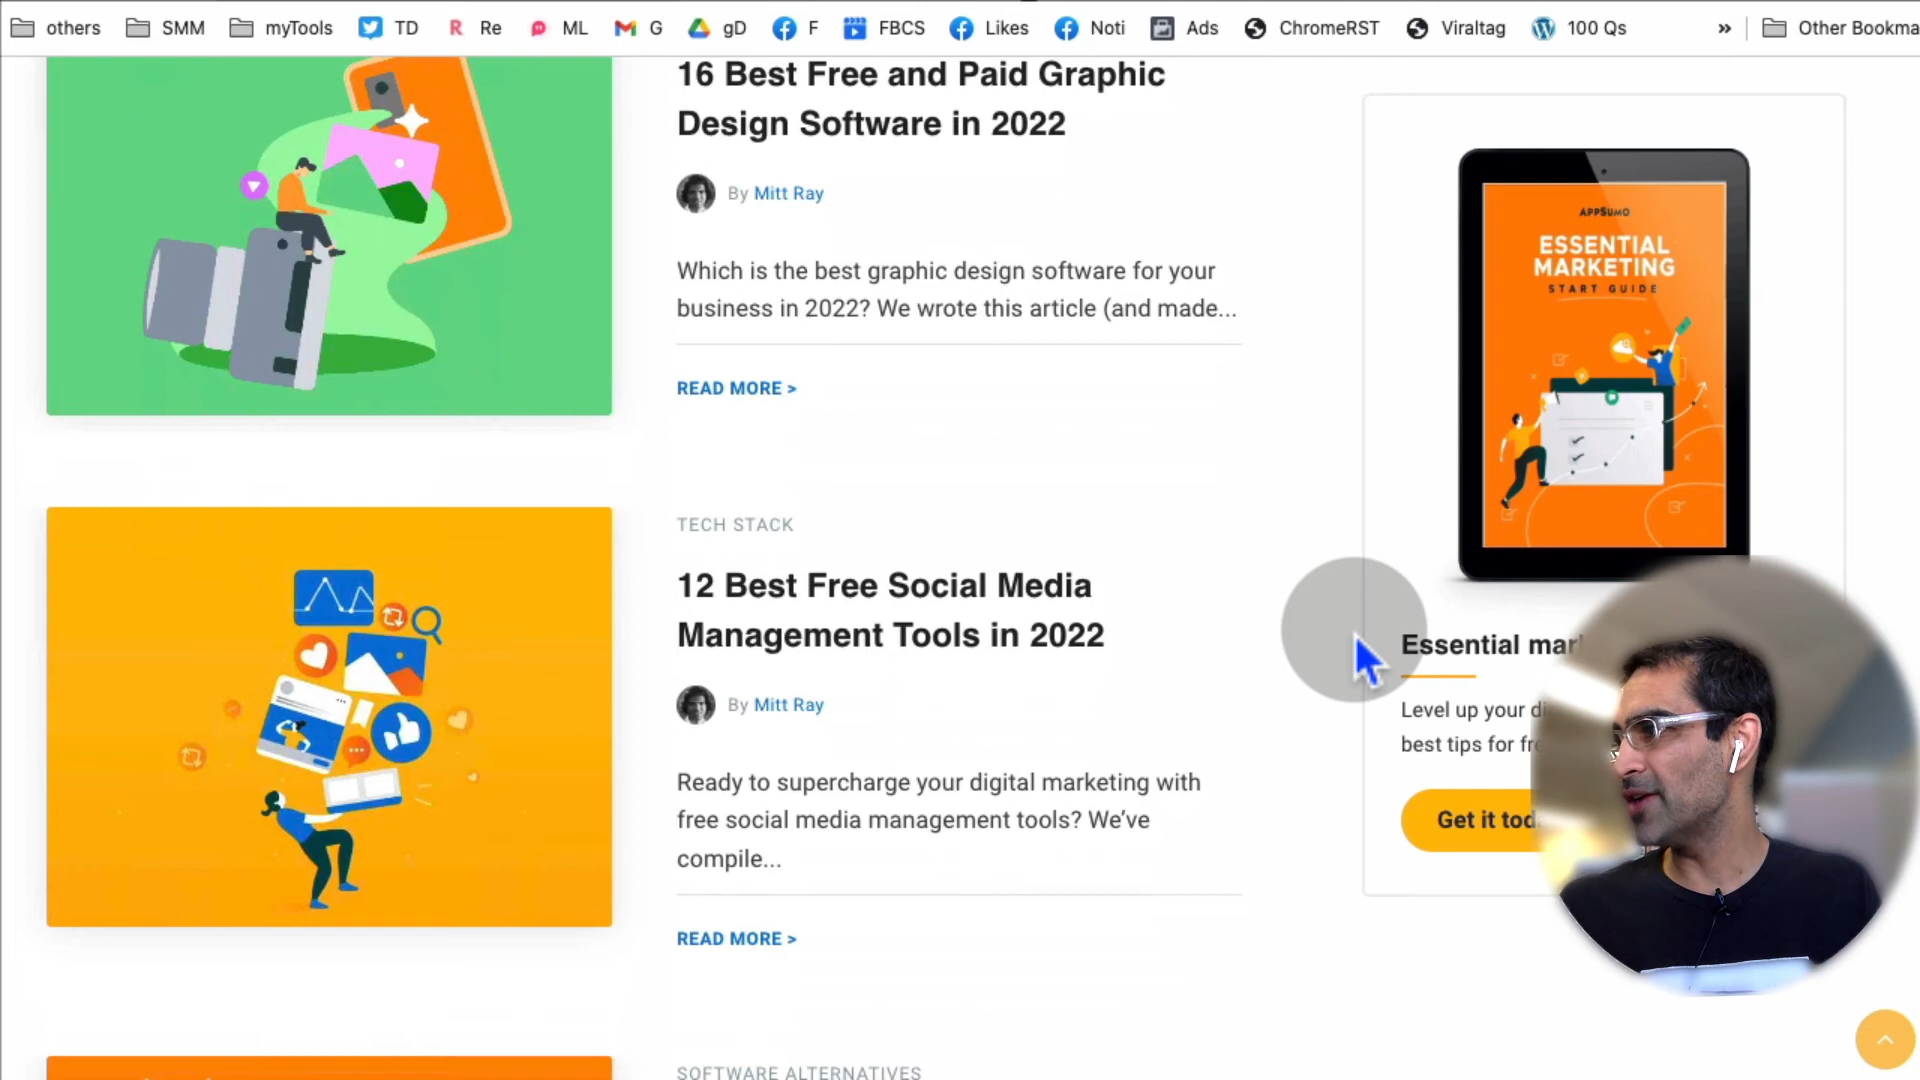 others
SMM
myTools
TD
Re
ML
G
gD
F
FBCS
Likes
Noti
Ads
ChromeRST
Viraltag
100 Qs
»
Other Bookma
16 Best Free and Paid Graphic
Design Software in 2022
By Mitt Ray
Which is the best graphic design software for your
business in 2022? We wrote this article (and made...
READ MORE >
TECH STACK
12 Best Free Social Media
Management Tools in 2022
By Mitt Ray
Ready to supercharge your digital marketing with
free social media management tools? We’ve
compile...
READ MORE >
SOFTWARE ALTERNATIVES
APPSUMO
ESSENTIAL
MARKETING
START GUIDE
Essential mar
Level up your di
best tips for fre
Get it tod